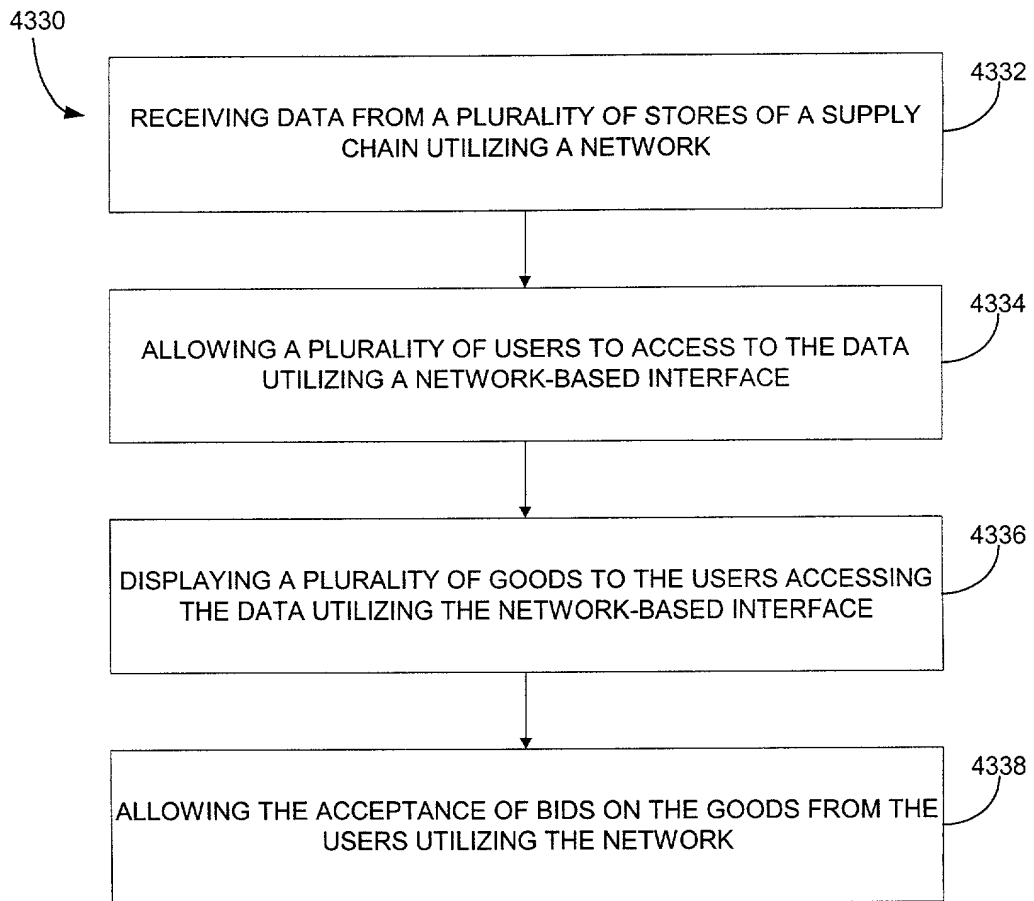 4330
4332
RECEIVING DATA FROM A PLURALITY OF STORES OF A SUPPLY
CHAIN UTILIZING A NETWORK
4334
ALLOWING A PLURALITY OF USERS TO ACCESS TO THE DATA
UTILIZING A NETWORK-BASED INTERFACE
4336
DISPLAYING A PLURALITY OF GOODS TO THE USERS ACCESSING
THE DATA UTILIZING THE NETWORK-BASED INTERFACE
4338
ALLOWING THE ACCEPTANCE OF BIDS ON THE GOODS FROM THE
USERS UTILIZING THE NETWORK